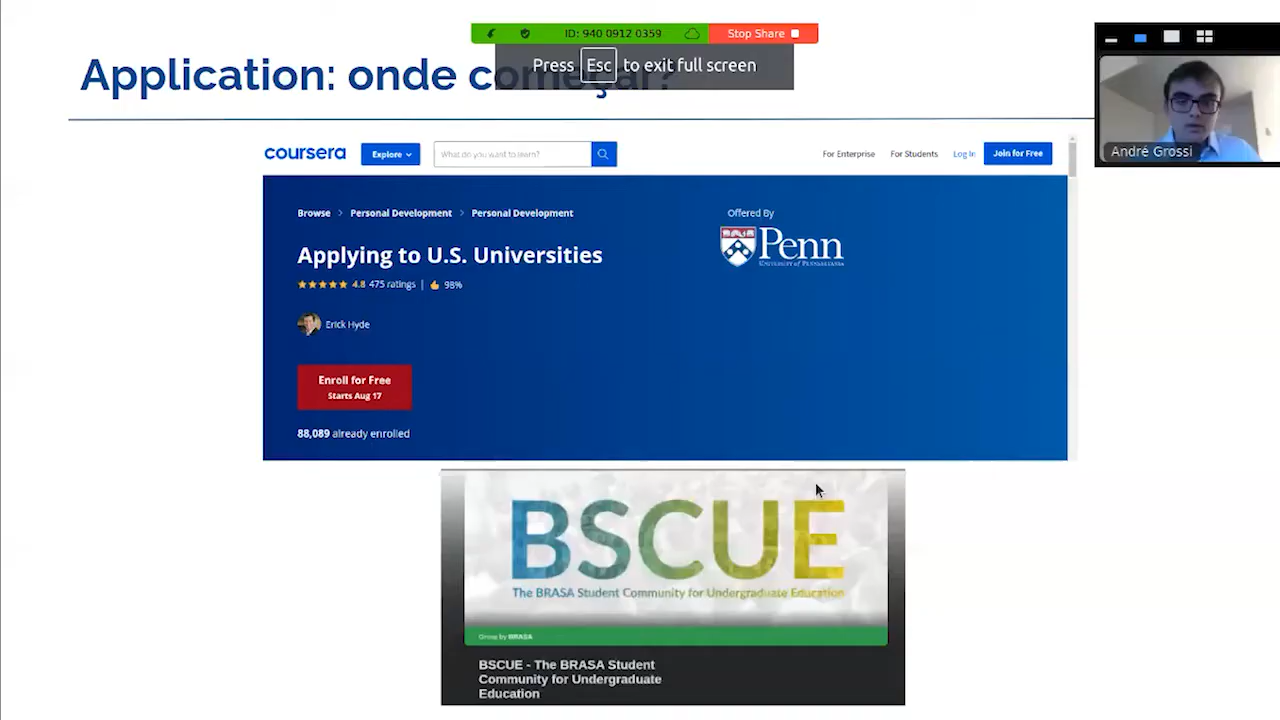 ID: 940 0912 0359
Stop Share
Press Esc to exit full screen
Application: onde começar?
André Grossi
coursera
Explore
What do you want to learn?
For Enterprise
For Students
Log In
Join for Free
Browse > Personal Development > Personal Development
Offered By
Penn
UNIVERSITY of PENNSYLVANIA
Applying to U.S. Universities
4.8 475 ratings | 98%
Erick Hyde
Enroll for Free
Starts Aug 17
88,089 already enrolled
BSCUE
The BRASA Student Community for Undergraduate Education
Group by BRASA
BSCUE - The BRASA Student
Community for Undergraduate
Education